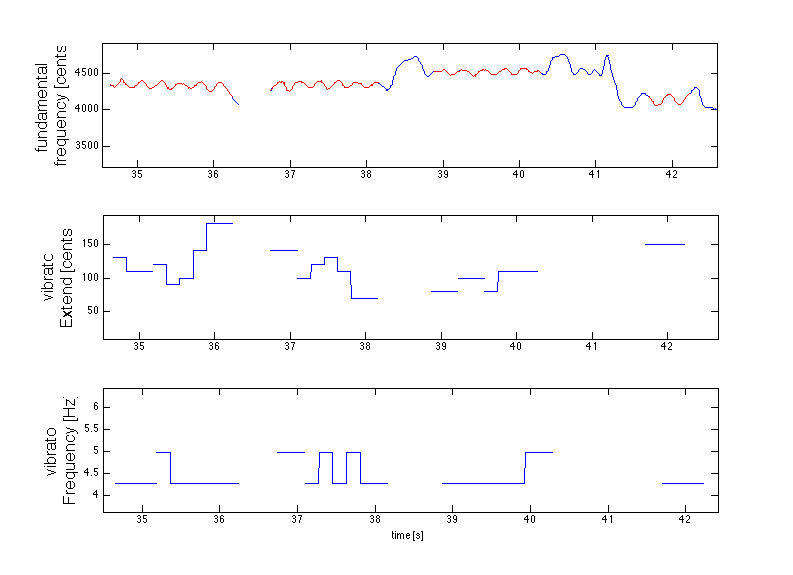 fundamental
frequency [cents
4500
4000
3500
35 36 37 38 39 40 41 42
vibratc
Extend [cents
150
100
50
35 36 37 38 39 40 41 42
vibrato
Frequency [Hz]
6
5.5
5
4.5
4
35 36 37 38 39 40 41 42
time [s]